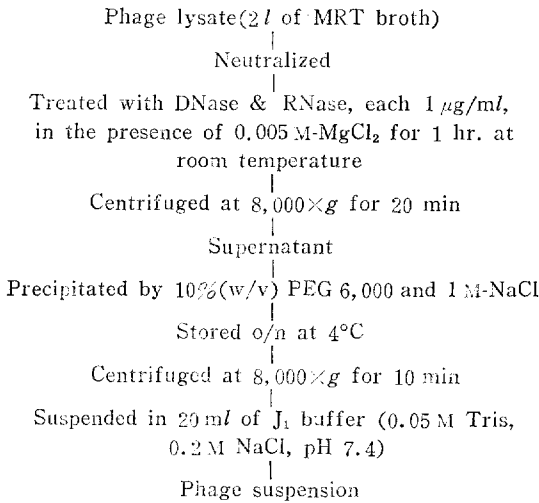 Phage lysate(2 l of MRT broth)
Neutralized
Treated with DNase & RNase, each 1 μg/ml,
in the presence of 0.005 M-MgCl₂ for 1 hr. at
room temperature
Centrifuged at 8,000×g for 20 min
Supernatant
Precipitated by 10%(w/v) PEG 6,000 and 1 M-NaCl
Stored o/n at 4°C
Centrifuged at 8,000×g for 10 min
Suspended in 20 ml of J₁ buffer (0.05 M Tris,
0.2 M NaCl, pH 7.4)
Phage suspension